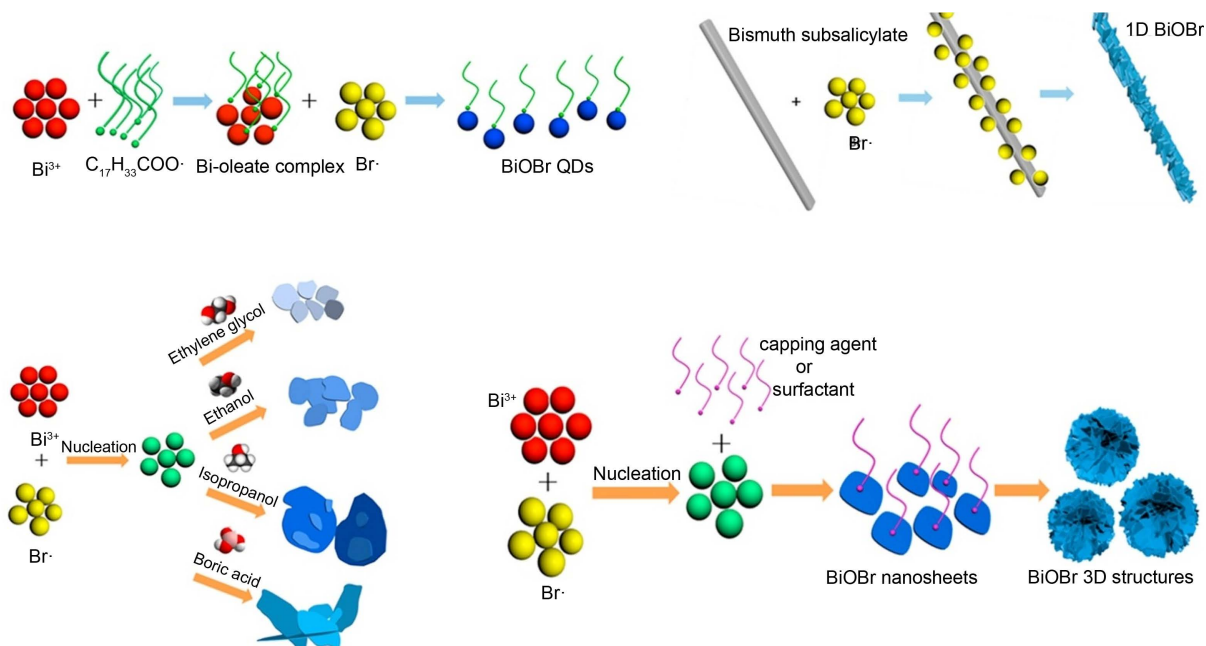 Bi³⁺
+
C₁₇H₃₃COO·
Bi-oleate complex
+
Br·
BiOBr QDs
Bismuth subsalicylate
+
Br·
1D BiOBr
Bi³⁺
+
Br·
Nucleation
Ethylene glycol
Ethanol
Isopropanol
Boric acid
Bi³⁺
+
Br·
Nucleation
capping agent
or
surfactant
+
BiOBr nanosheets
BiOBr 3D structures